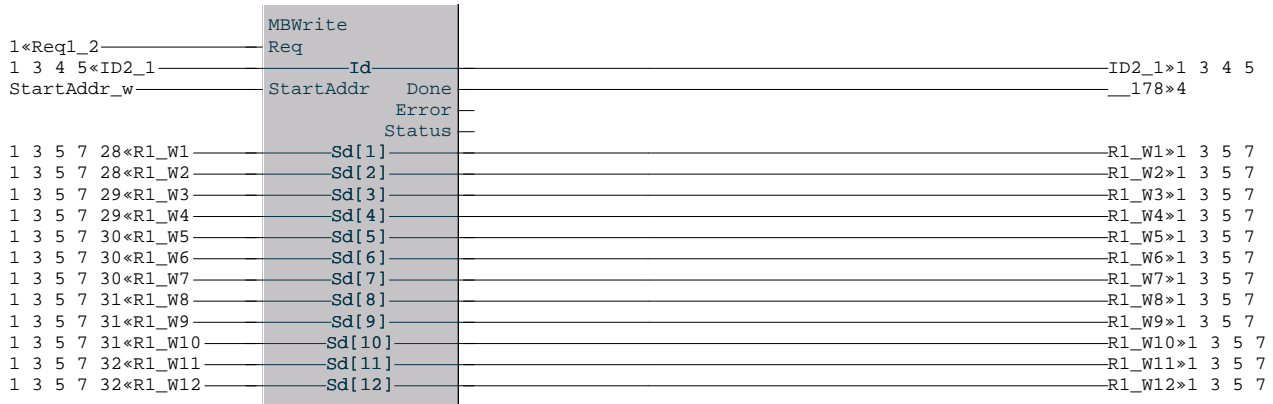 MBWrite
1«Req1_2 Req
1 3 4 5«ID2_1 Id ID2_1»1 3 4 5
StartAddr_w StartAddr Done __178»4
Error
Status
1 3 5 7 28«R1_W1 Sd[1] R1_W1»1 3 5 7
1 3 5 7 28«R1_W2 Sd[2] R1_W2»1 3 5 7
1 3 5 7 29«R1_W3 Sd[3] R1_W3»1 3 5 7
1 3 5 7 29«R1_W4 Sd[4] R1_W4»1 3 5 7
1 3 5 7 30«R1_W5 Sd[5] R1_W5»1 3 5 7
1 3 5 7 30«R1_W6 Sd[6] R1_W6»1 3 5 7
1 3 5 7 30«R1_W7 Sd[7] R1_W7»1 3 5 7
1 3 5 7 31«R1_W8 Sd[8] R1_W8»1 3 5 7
1 3 5 7 31«R1_W9 Sd[9] R1_W9»1 3 5 7
1 3 5 7 31«R1_W10 Sd[10] R1_W10»1 3 5 7
1 3 5 7 32«R1_W11 Sd[11] R1_W11»1 3 5 7
1 3 5 7 32«R1_W12 Sd[12] R1_W12»1 3 5 7